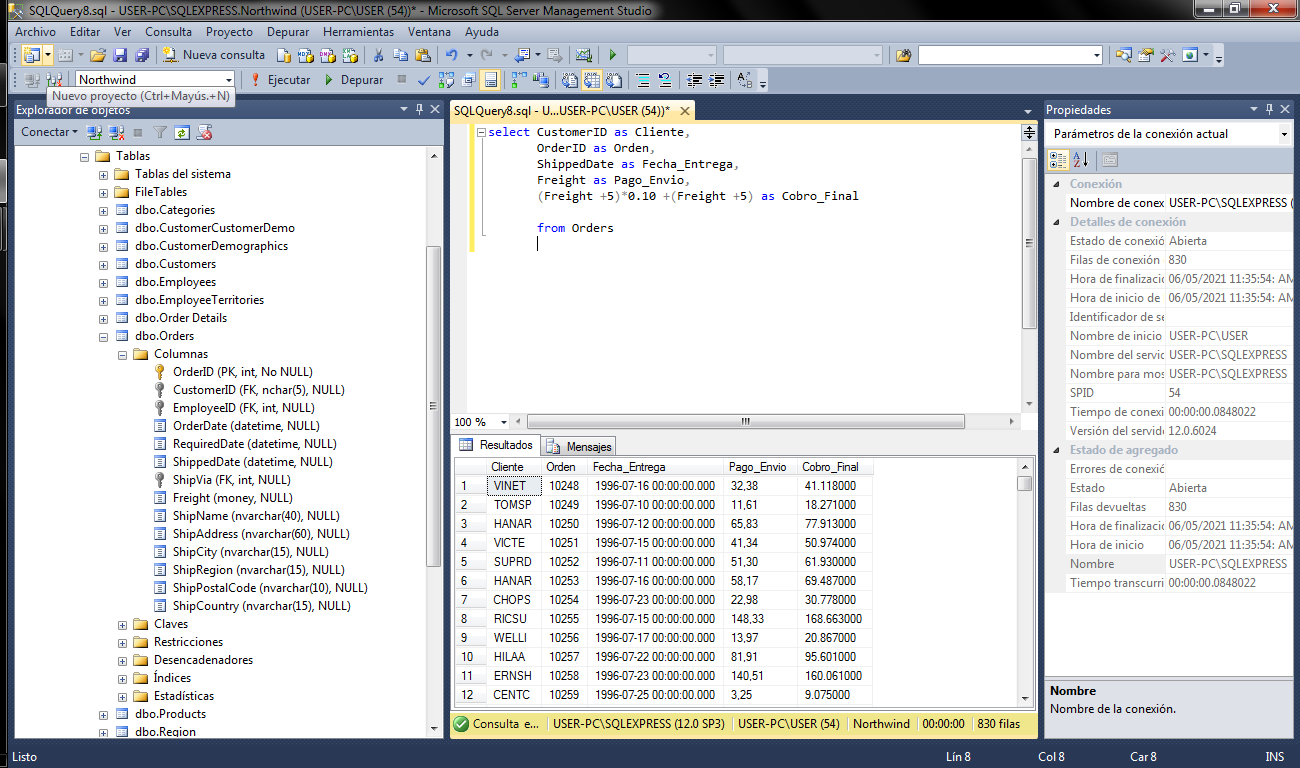 SQLQuery8.sql - USER-PC\SQLEXPRESS.Northwind (USER-PC\USER (54))* - Microsoft SQL Server Management Studio
Archivo Editar Ver Consulta Proyecto Depurar Herramientas Ventana Ayuda
Nueva consulta
Northwind Ejecutar Depurar
Nuevo proyecto (Ctrl+Mayús.+N)
Explorador de objetos
Conectar
Tablas
Tablas del sistema
FileTables
dbo.Categories
dbo.CustomerCustomerDemo
dbo.CustomerDemographics
dbo.Customers
dbo.Employees
dbo.EmployeeTerritories
dbo.Order Details
dbo.Orders
Columnas
OrderID (PK, int, No NULL)
CustomerID (FK, nchar(5), NULL)
EmployeeID (FK, int, NULL)
OrderDate (datetime, NULL)
RequiredDate (datetime, NULL)
ShippedDate (datetime, NULL)
ShipVia (FK, int, NULL)
Freight (money, NULL)
ShipName (nvarchar(40), NULL)
ShipAddress (nvarchar(60), NULL)
ShipCity (nvarchar(15), NULL)
ShipRegion (nvarchar(15), NULL)
ShipPostalCode (nvarchar(10), NULL)
ShipCountry (nvarchar(15), NULL)
Claves
Restricciones
Desencadenadores
Índices
Estadísticas
dbo.Products
dbo.Region
SQLQuery8.sql - U...USER-PC\USER (54))*
select CustomerID as Cliente,
OrderID as Orden,
ShippedDate as Fecha_Entrega,
Freight as Pago_Envio,
(Freight +5)*0.10 +(Freight +5) as Cobro_Final
from Orders
100 %
Resultados Mensajes
Cliente Orden Fecha_Entrega Pago_Envio Cobro_Final
1 VINET 10248 1996-07-16 00:00:00.000 32,38 41.118000
2 TOMSP 10249 1996-07-10 00:00:00.000 11,61 18.271000
3 HANAR 10250 1996-07-12 00:00:00.000 65,83 77.913000
4 VICTE 10251 1996-07-15 00:00:00.000 41,34 50.974000
5 SUPRD 10252 1996-07-11 00:00:00.000 51,30 61.930000
6 HANAR 10253 1996-07-16 00:00:00.000 58,17 69.487000
7 CHOPS 10254 1996-07-23 00:00:00.000 22,98 30.778000
8 RICSU 10255 1996-07-15 00:00:00.000 148,33 168.663000
9 WELLI 10256 1996-07-17 00:00:00.000 13,97 20.867000
10 HILAA 10257 1996-07-22 00:00:00.000 81,91 95.601000
11 ERNSH 10258 1996-07-23 00:00:00.000 140,51 160.061000
12 CENTC 10259 1996-07-25 00:00:00.000 3,25 9.075000
Consulta e... USER-PC\SQLEXPRESS (12.0 SP3) USER-PC\USER (54) Northwind 00:00:00 830 filas
Propiedades
Parámetros de la conexión actual
Conexión
Nombre de conex USER-PC\SQLEXPRESS (
Detalles de conexión
Estado de conexió Abierta
Filas de conexión 830
Hora de finalizació 06/05/2021 11:35:54: AM
Hora de inicio de 06/05/2021 11:35:54: AM
Identificador de se
Nombre de inicio USER-PC\USER
Nombre del servic USER-PC\SQLEXPRESS
Nombre para mos USER-PC\SQLEXPRESS
SPID 54
Tiempo de conexi 00:00:00.0848022
Versión del servid 12.0.6024
Estado de agregado
Errores de conexió
Estado Abierta
Filas devueltas 830
Hora de finalizació 06/05/2021 11:35:54: AM
Hora de inicio 06/05/2021 11:35:54: AM
Nombre USER-PC\SQLEXPRESS
Tiempo transcurri 00:00:00.0848022
Nombre
Nombre de la conexión.
Listo Lín 8 Col 8 Car 8 INS